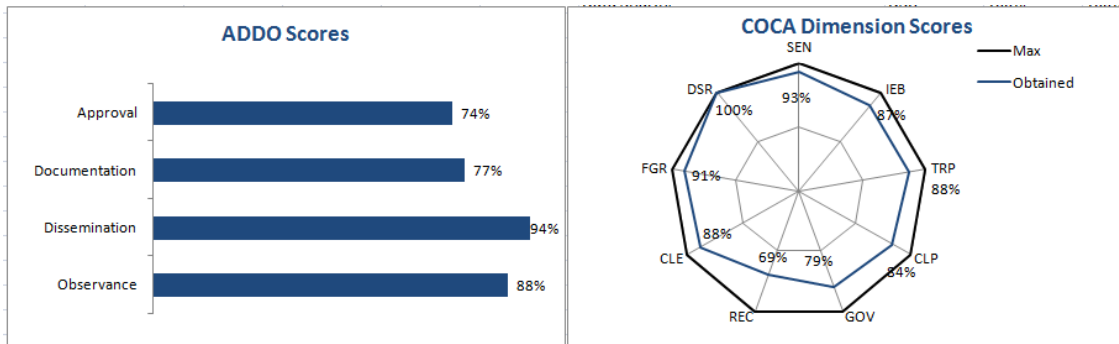 ADDO Scores
Approval
74%
Documentation
77%
Dissemination
94%
Observance
88%
COCA Dimension Scores
Max
Obtained
SEN
93%
IEB
87%
TRP
88%
CLP
84%
GOV
79%
REC
69%
CLE
88%
FGR
91%
DSR
100%